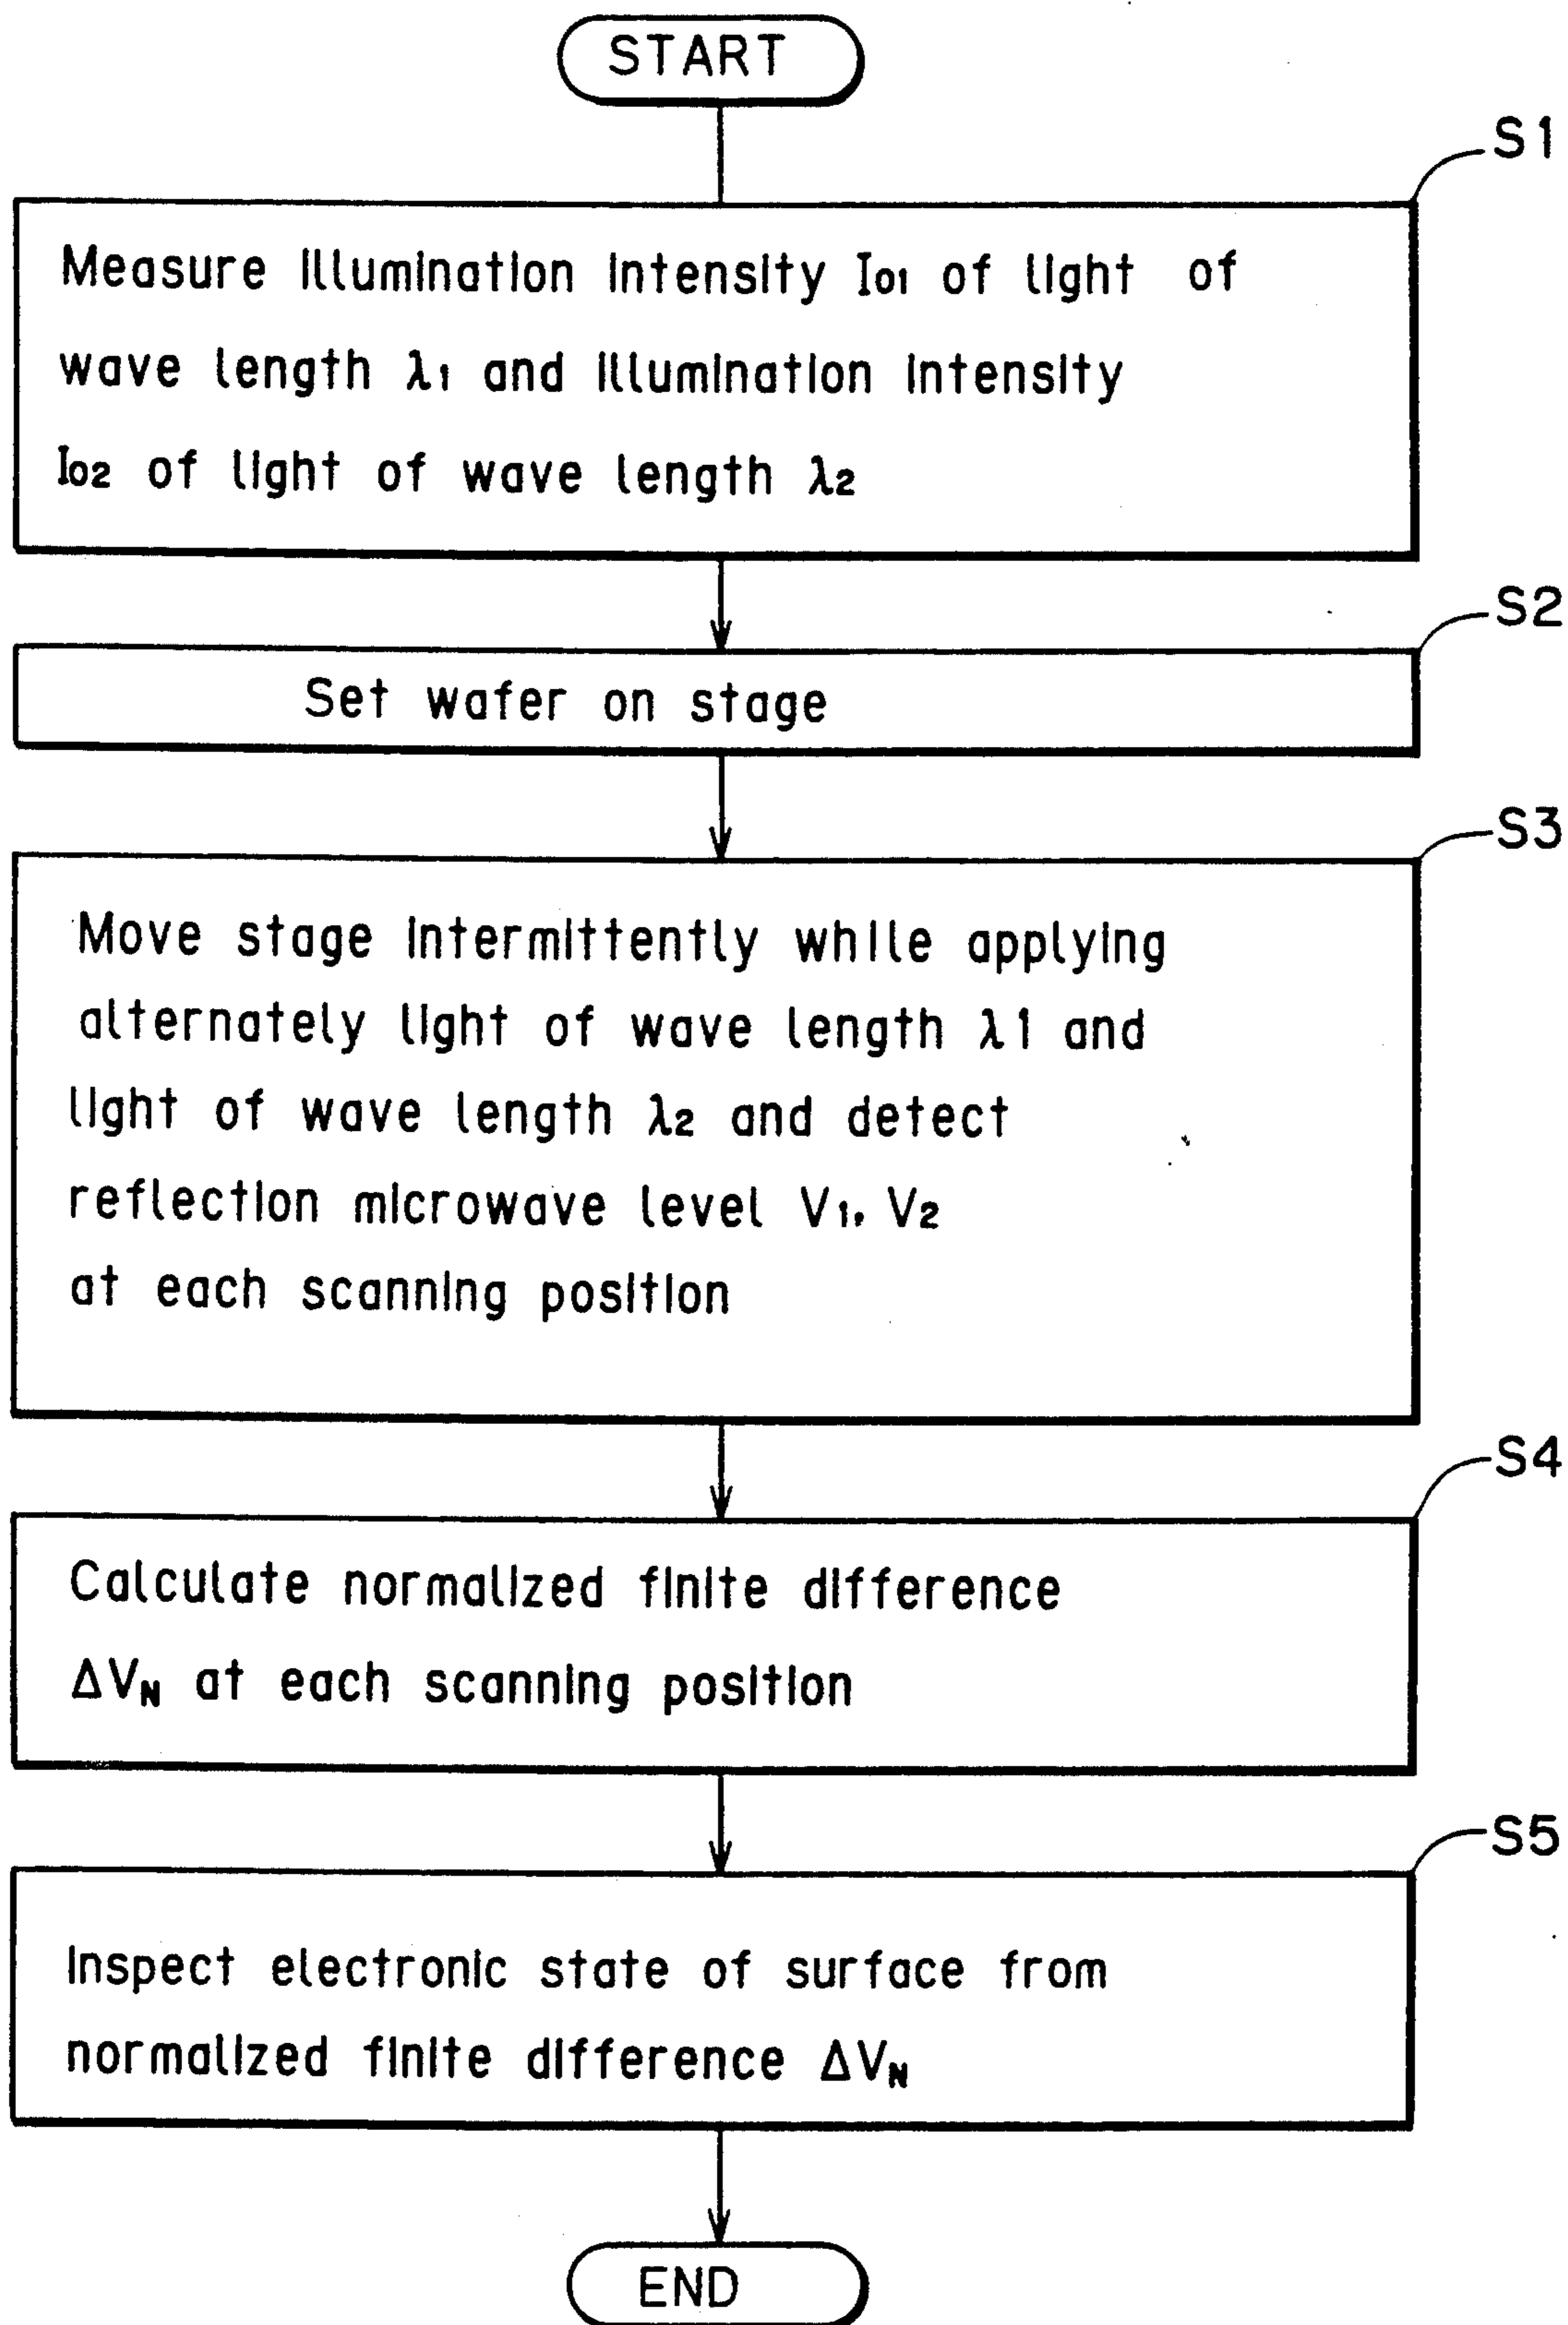 START
S1
Measure illumination intensity I01 of light of
wave length λ1 and illumination intensity
I02 of light of wave length λ2
S2
Set wafer on stage
S3
Move stage intermittently while applying
alternately light of wave length λ1 and
light of wave length λ2 and detect
reflection microwave level V1, V2
at each scanning position
S4
Calculate normalized finite difference
ΔVN at each scanning position
S5
Inspect electronic state of surface from
normalized finite difference ΔVN
END